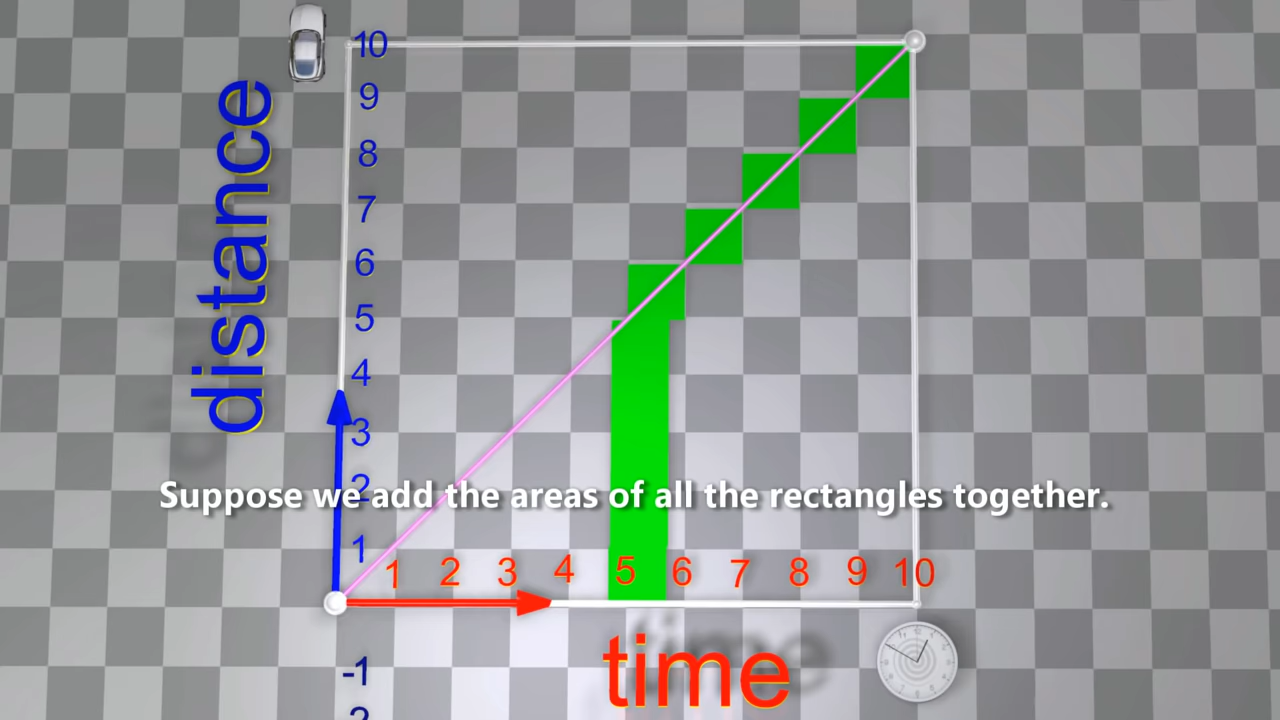 distance
10
9
8
7
6
5
4
3
2
1
Suppose we add the areas of all the rectangles together.
1 2 3 4 5 6 7 8 9 10
time
-1